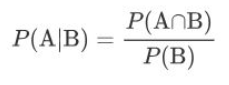 P(A|B) = P(A∩B) / P(B)